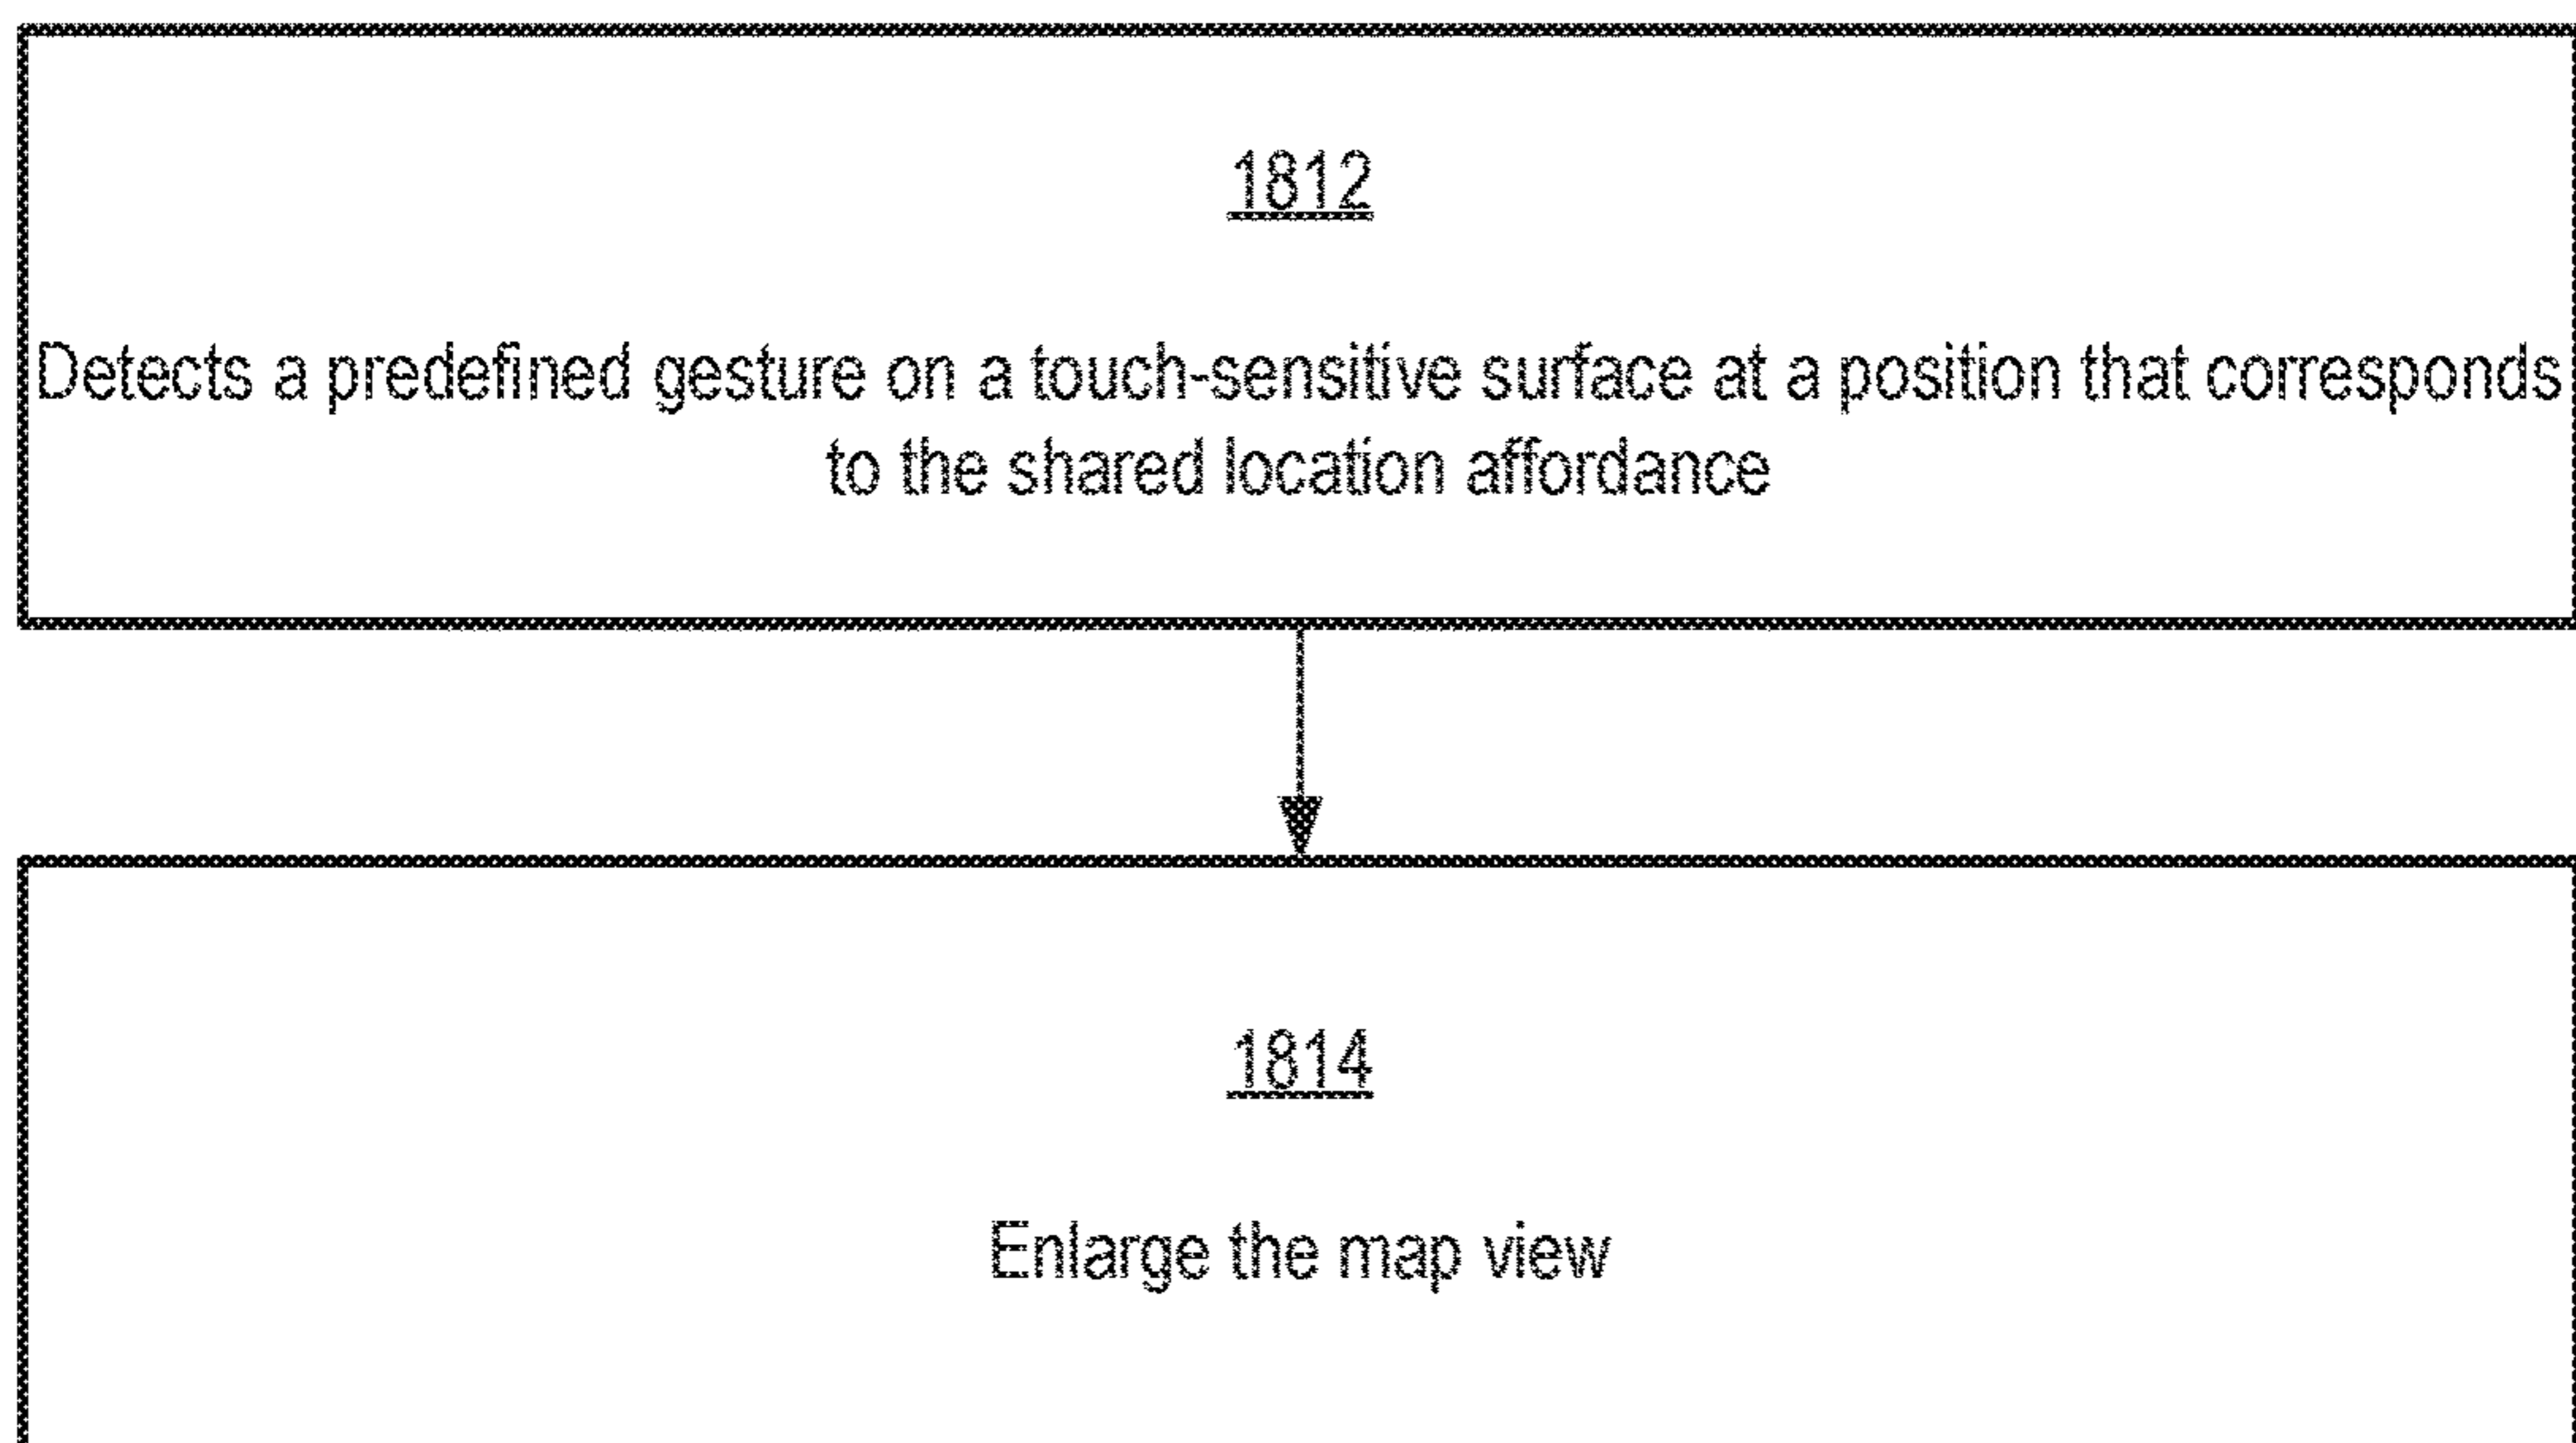 1812
Detects a predefined gesture on a touch-sensitive surface at a position that corresponds
to the shared location affordance
1814
Enlarge the map view